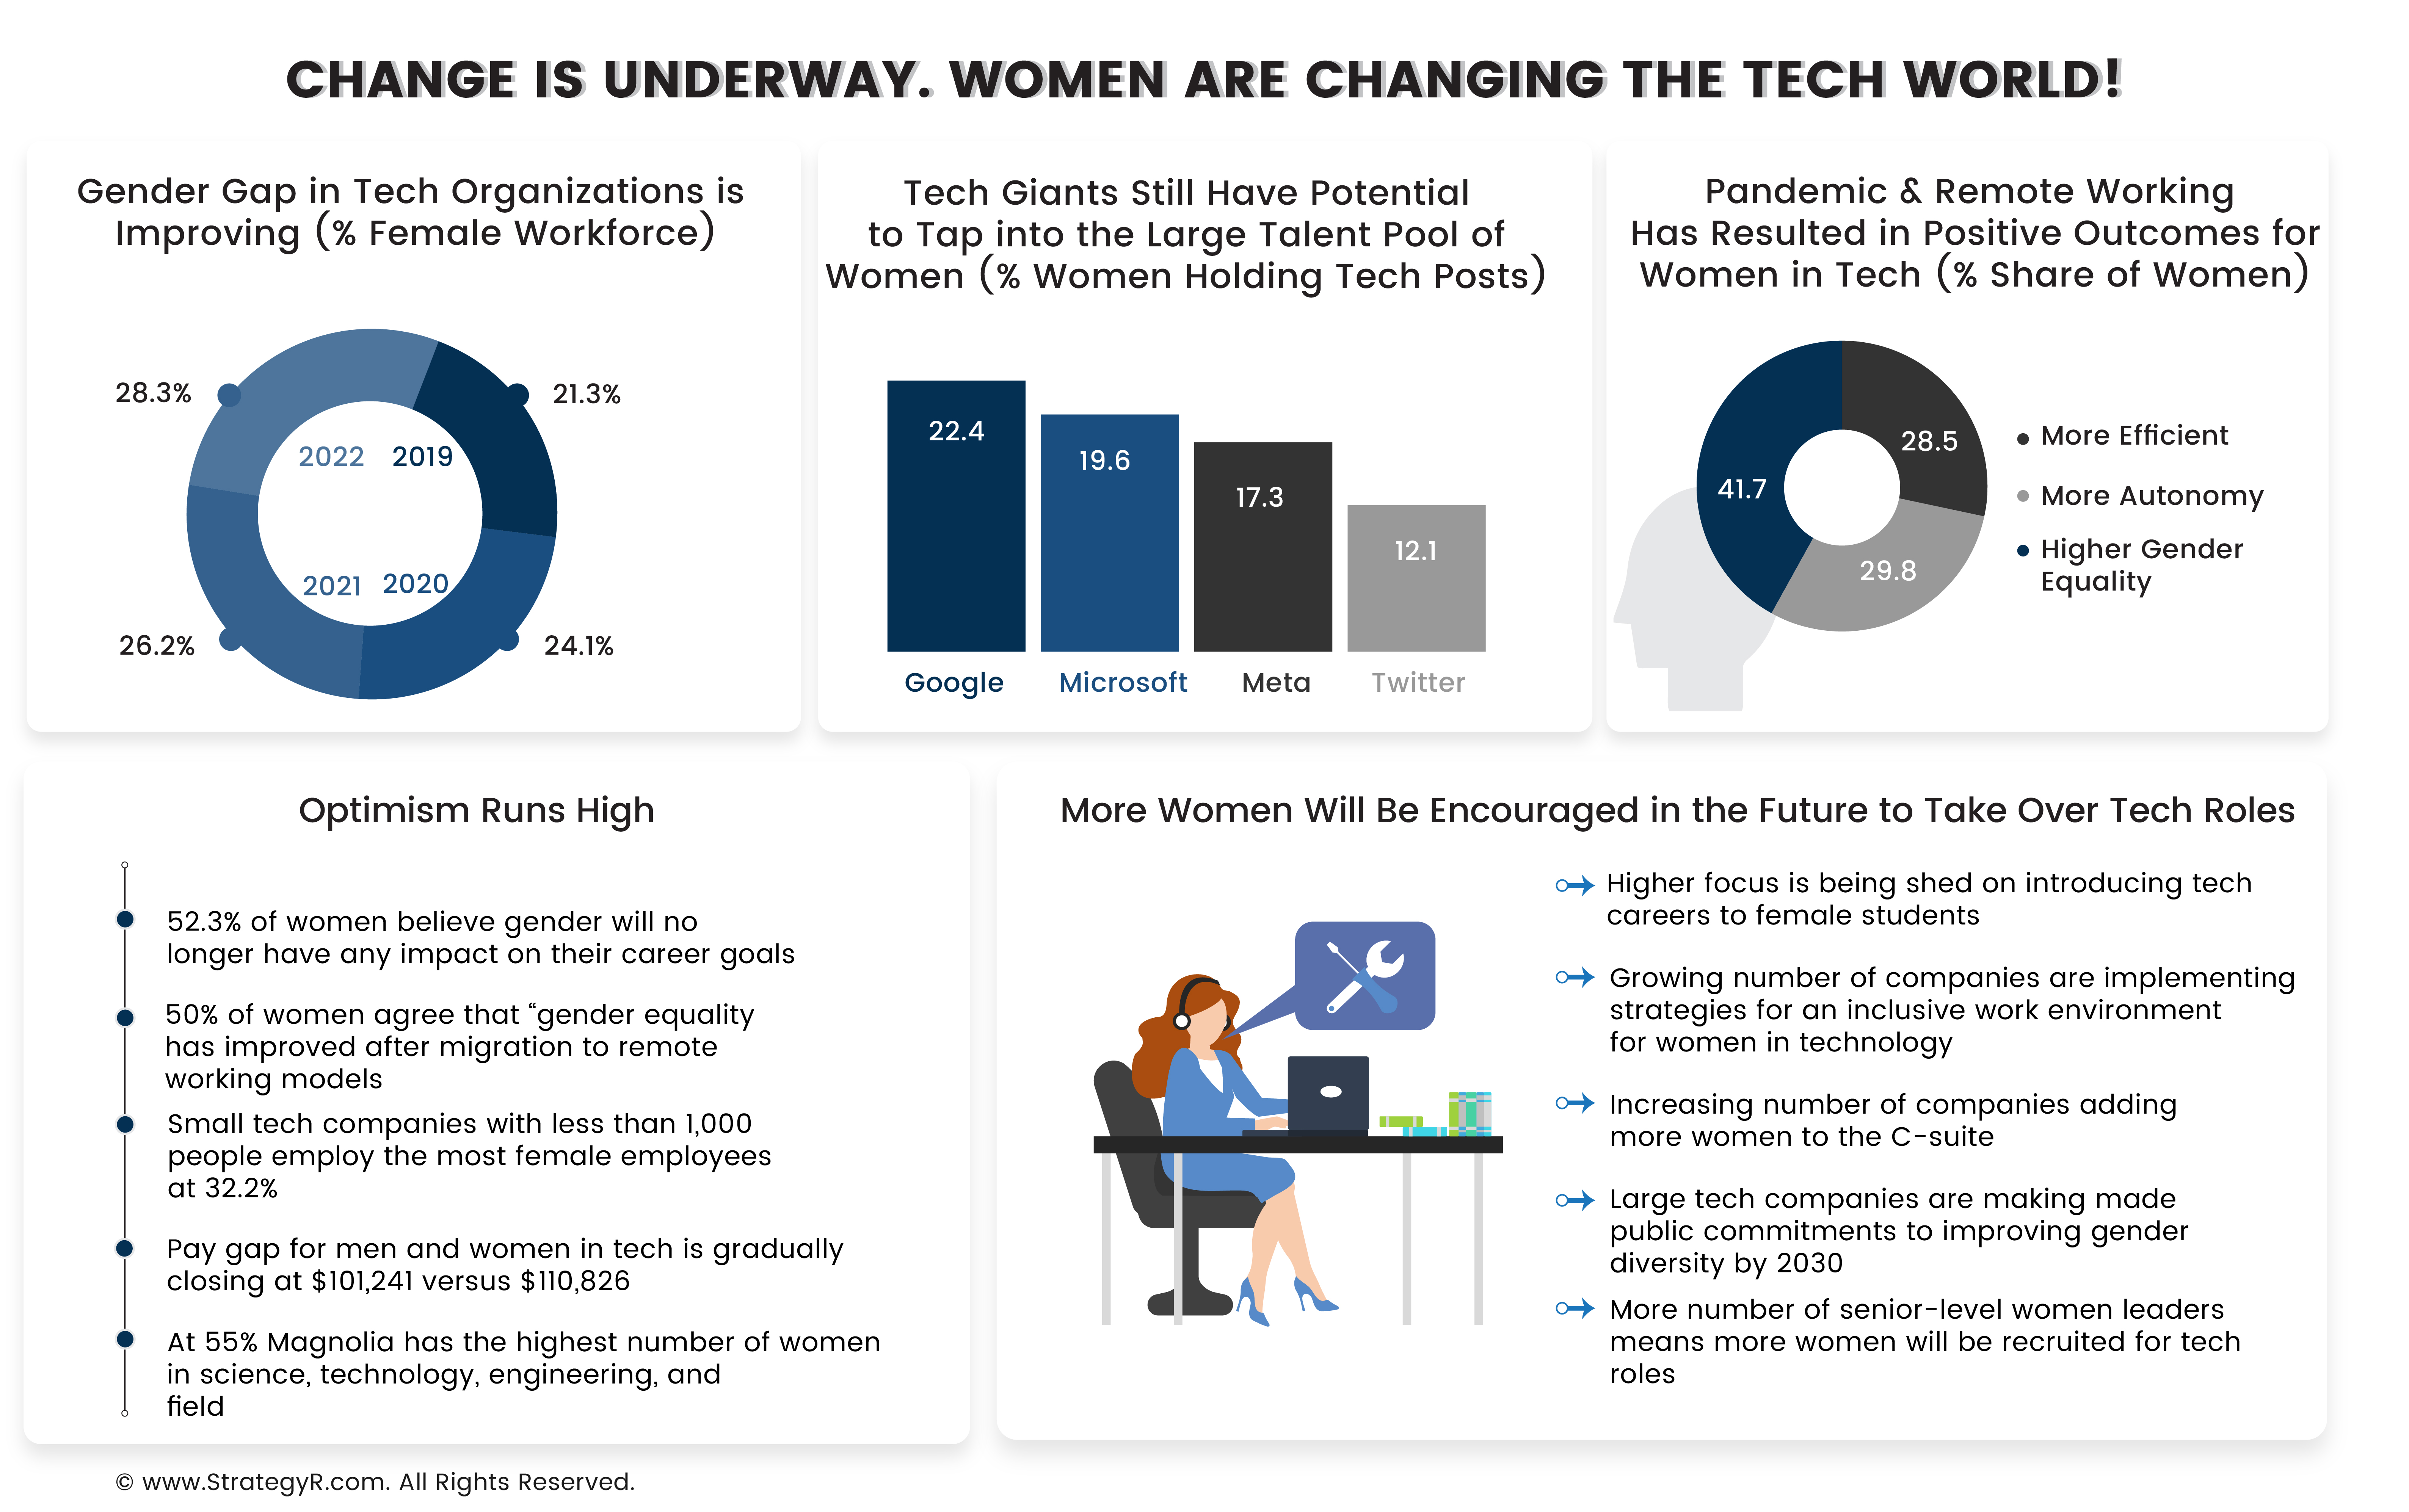 CHANGE IS UNDERWAY. WOMEN ARE CHANGING THE TECH WORLD!
Gender Gap in Tech Organizations is
Improving (% Female Workforce)
28.3%
21.3%
2022
2019
2021
2020
26.2%
24.1%
Tech Giants Still Have Potential
to Tap into the Large Talent Pool of
Women (% Women Holding Tech Posts)
22.4
19.6
17.3
12.1
Google
Microsoft
Meta
Twitter
Pandemic & Remote Working
Has Resulted in Positive Outcomes for
Women in Tech (% Share of Women)
41.7
28.5
29.8
More Efficient
More Autonomy
Higher Gender
Equality
Optimism Runs High
52.3% of women believe gender will no
longer have any impact on their career goals
50% of women agree that “gender equality
has improved after migration to remote
working models
Small tech companies with less than 1,000
people employ the most female employees
at 32.2%
Pay gap for men and women in tech is gradually
closing at $101,241 versus $110,826
At 55% Magnolia has the highest number of women
in science, technology, engineering, and
field
More Women Will Be Encouraged in the Future to Take Over Tech Roles
Higher focus is being shed on introducing tech
careers to female students
Growing number of companies are implementing
strategies for an inclusive work environment
for women in technology
Increasing number of companies adding
more women to the C-suite
Large tech companies are making made
public commitments to improving gender
diversity by 2030
More number of senior-level women leaders
means more women will be recruited for tech
roles
© www.StrategyR.com. All Rights Reserved.